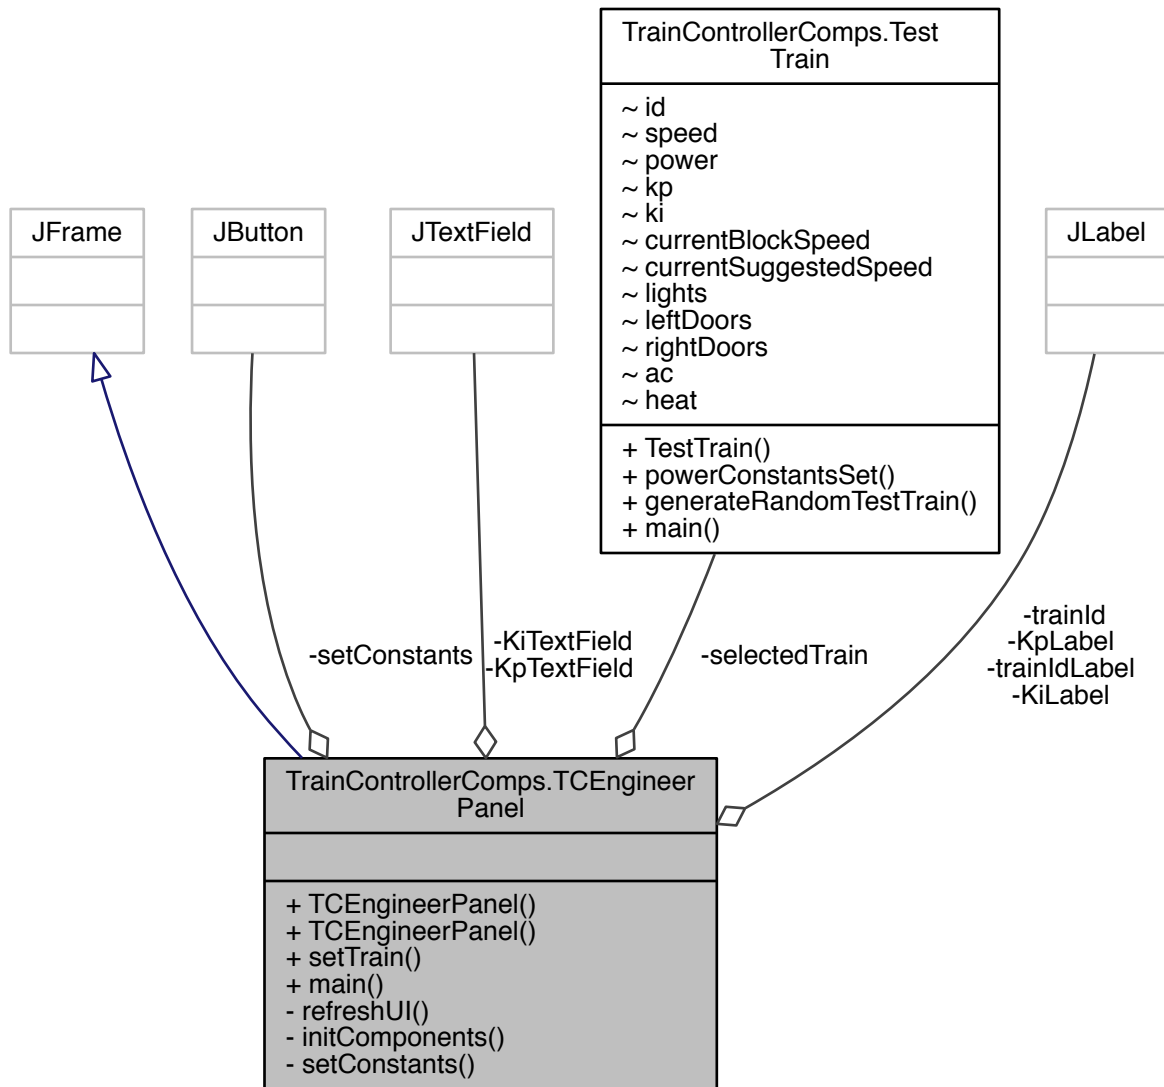 TrainControllerComps.Test
Train
~ id
~ speed
~ power
~ kp
~ ki
~ currentBlockSpeed
~ currentSuggestedSpeed
~ lights
~ leftDoors
~ rightDoors
~ ac
~ heat
+ TestTrain()
+ powerConstantsSet()
+ generateRandomTestTrain()
+ main()
JFrame
JButton
JTextField
JLabel
-setConstants
-KiTextField
-KpTextField
-selectedTrain
-trainId
-KpLabel
-trainIdLabel
-KiLabel
TrainControllerComps.TCEngineer
Panel
+ TCEngineerPanel()
+ TCEngineerPanel()
+ setTrain()
+ main()
- refreshUI()
- initComponents()
- setConstants()